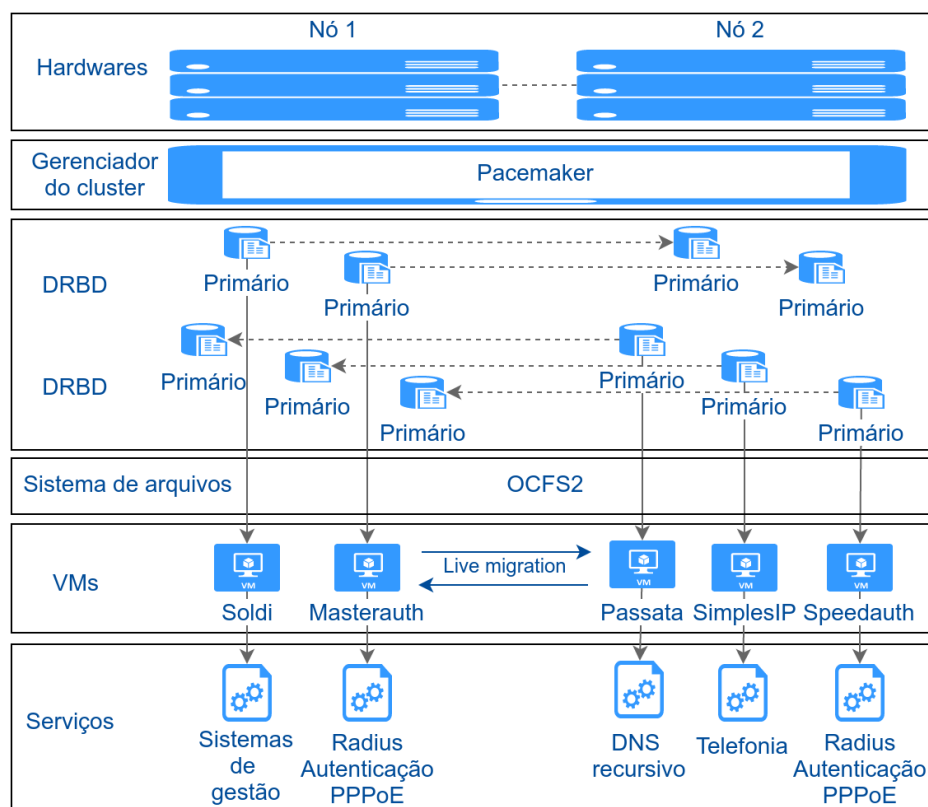 Nó 1
Nó 2
Hardwares
Gerenciador
do cluster
Pacemaker
DRBD
Primário
Primário
Primário
Primário
DRBD
Primário
Primário
Primário
Primário
Primário
Primário
Sistema de arquivos
OCFS2
VMs
VM
VM
Live migration
VM
VM
VM
Soldi
Masterauth
Passata
SimplesIP
Speedauth
Serviços
Sistemas
de
gestão
Radius
Autenticação
PPPoE
DNS
recursivo
Telefonia
Radius
Autenticação
PPPoE